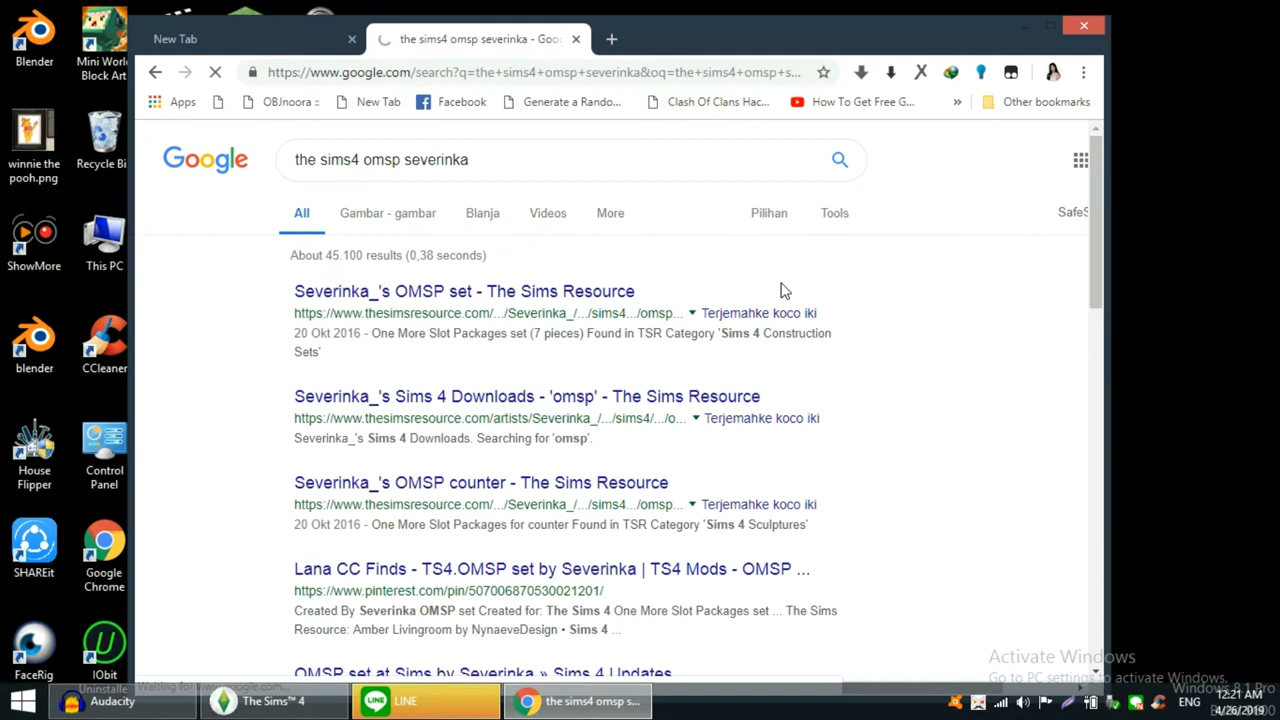 New Tab
the sims4 omsp severinka - Goo
https://www.google.com/search?q=the+sims4+omsp+severinka&oq=the+sims4+omsp+s...
Apps
OBJnoora ::
New Tab
Facebook
Generate a Rando...
Clash Of Clans Hac...
How To Get Free G...
»
Other bookmarks
Google
the sims4 omsp severinka
All
Gambar - gambar
Blanja
Videos
More
Pilihan
Tools
SafeS
About 45.100 results (0,38 seconds)
Severinka_'s OMSP set - The Sims Resource
https://www.thesimsresource.com/.../Severinka_/.../sims4.../omsp... Terjemahke koco iki
20 Okt 2016 - One More Slot Packages set (7 pieces) Found in TSR Category 'Sims 4 Construction
Sets'
Severinka_'s Sims 4 Downloads - 'omsp' - The Sims Resource
https://www.thesimsresource.com/artists/Severinka_/.../sims4/.../o... Terjemahke koco iki
Severinka_'s Sims 4 Downloads. Searching for 'omsp'.
Severinka_'s OMSP counter - The Sims Resource
https://www.thesimsresource.com/.../Severinka_/.../sims4.../omsp... Terjemahke koco iki
20 Okt 2016 - One More Slot Packages for counter Found in TSR Category 'Sims 4 Sculptures'
Lana CC Finds - TS4.OMSP set by Severinka | TS4 Mods - OMSP ...
https://www.pinterest.com/pin/507006870530021201/
Created By Severinka OMSP set Created for: The Sims 4 One More Slot Packages set ... The Sims
Resource: Amber Livingroom by NynaeveDesign • Sims 4 ...
OMSP set at Sims by Severinka » Sims 4 Updates
Waiting for www.google.com...
Blender
Mini World
Block Art
winnie the
pooh.png
Recycle Bi
ShowMore
This PC
blender
CCleaner
House
Flipper
Control
Panel
SHAREit
Google
Chrome
FaceRig
IObit
Uninstalle
Activate Windows
Go to PC settings to activate Windows.
Windows 8.1 Pro
Audacity
The Sims™ 4
LINE
the sims4 omsp s...
ENG
12:21 AM
4/26/2019